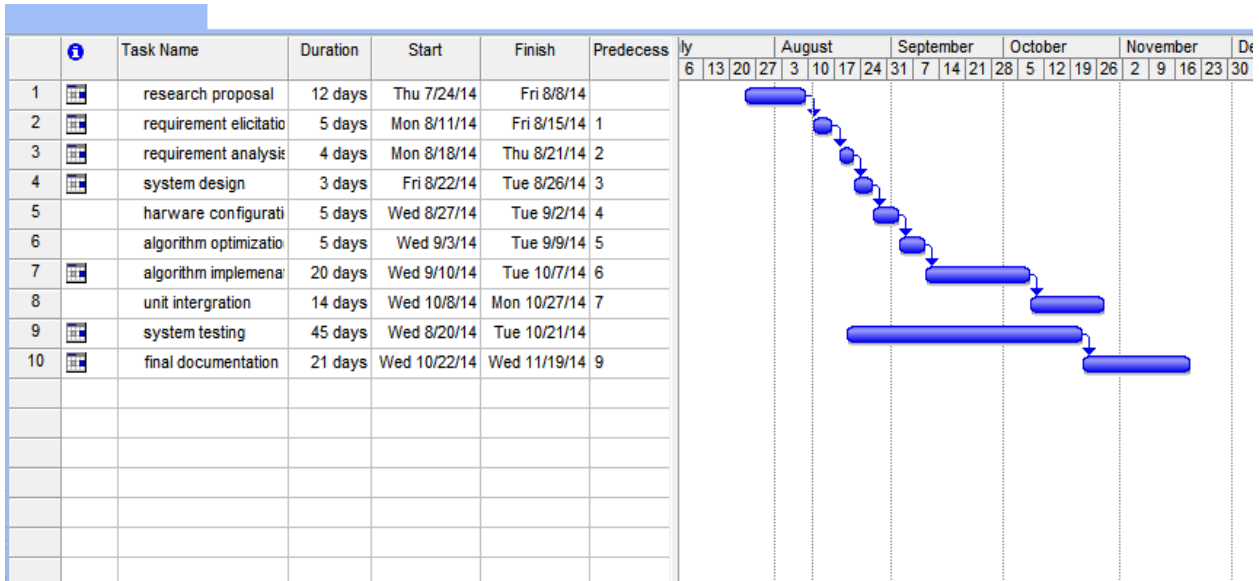 Task Name Duration Start Finish Predecess ly August September October November De
6 13 20 27 3 10 17 24 31 7 14 21 28 5 12 19 26 2 9 16 23 30
1 research proposal 12 days Thu 7/24/14 Fri 8/8/14
2 requirement elicitatio 5 days Mon 8/11/14 Fri 8/15/14 1
3 requirement analysis 4 days Mon 8/18/14 Thu 8/21/14 2
4 system design 3 days Fri 8/22/14 Tue 8/26/14 3
5 harware configurati 5 days Wed 8/27/14 Tue 9/2/14 4
6 algorithm optimizatio 5 days Wed 9/3/14 Tue 9/9/14 5
7 algorithm implemena 20 days Wed 9/10/14 Tue 10/7/14 6
8 unit intergration 14 days Wed 10/8/14 Mon 10/27/14 7
9 system testing 45 days Wed 8/20/14 Tue 10/21/14
10 final documentation 21 days Wed 10/22/14 Wed 11/19/14 9